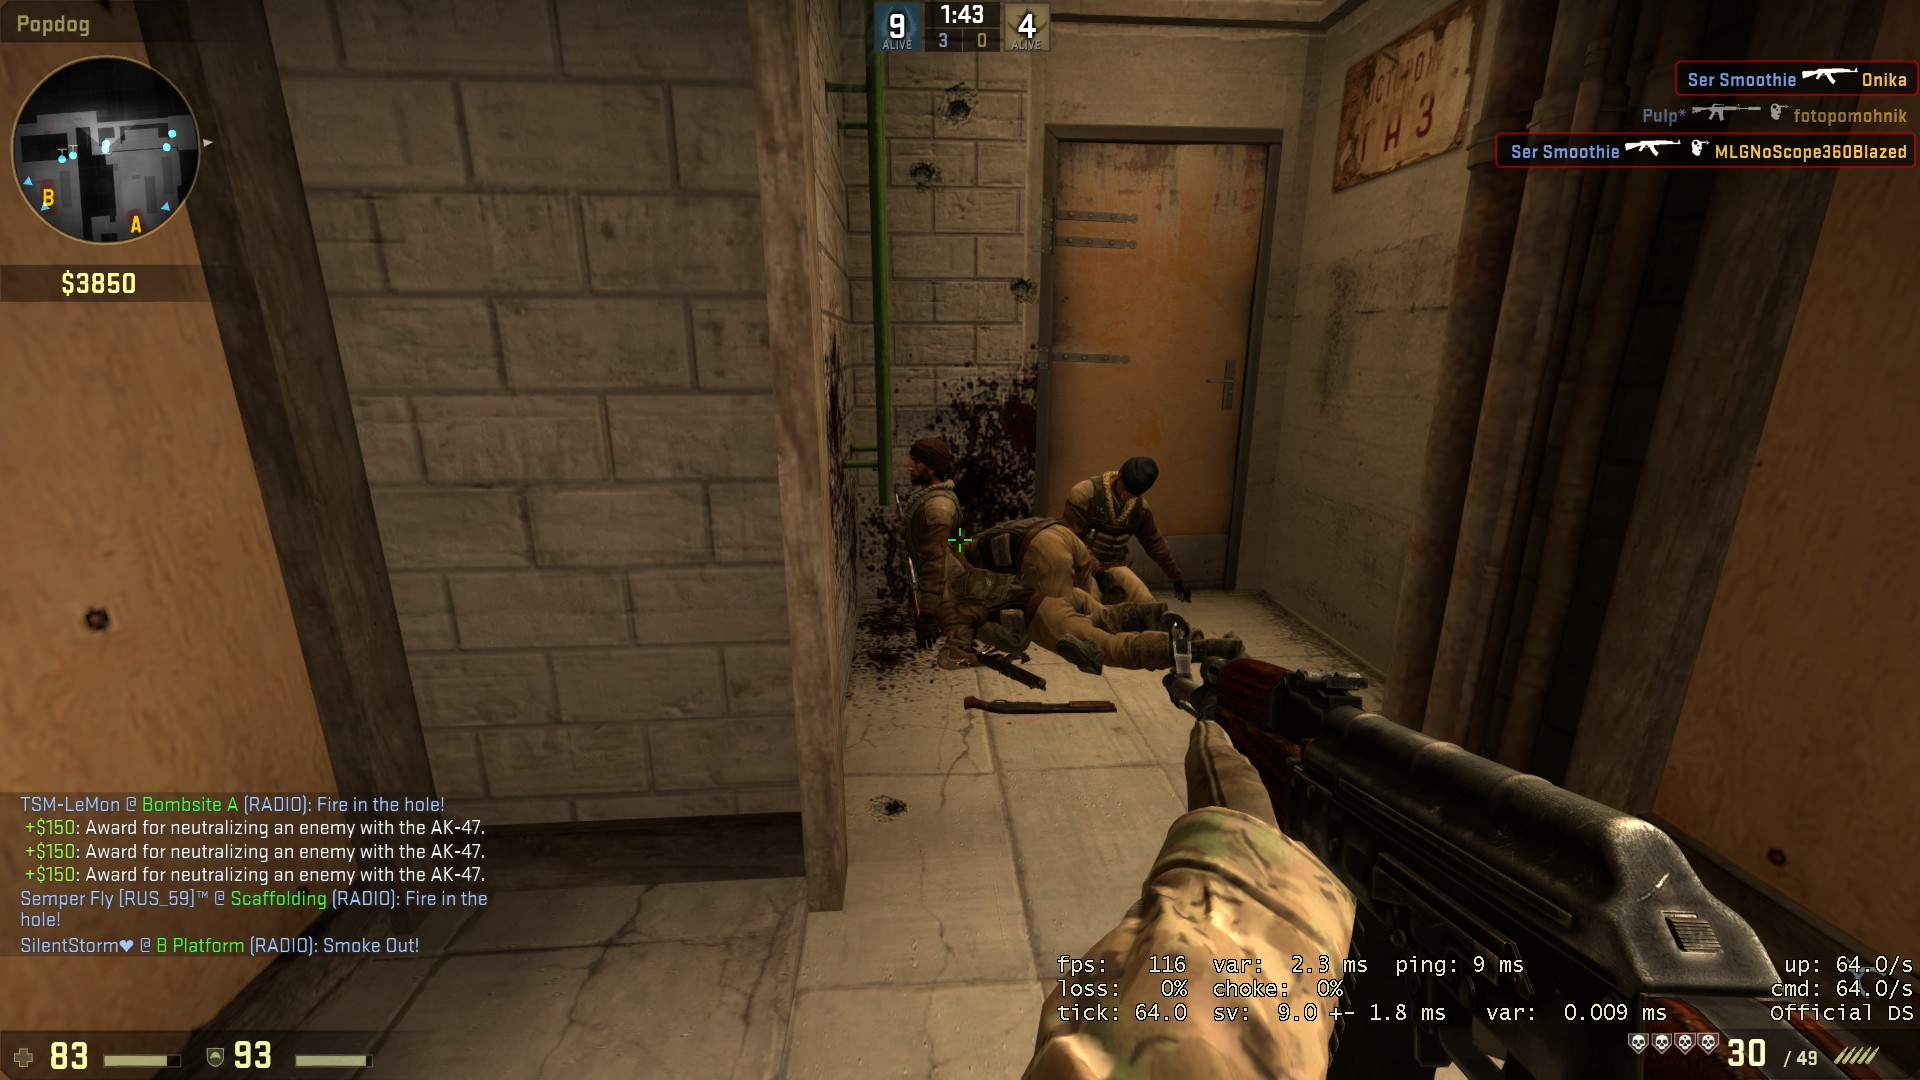 Popdog
9 1:43 4
ALIVE 3 0 ALIVE
Ser Smoothie Onika
Pulp* fotopomohnik
Ser Smoothie MLGNoScope360Blazed
B
A
$3850
3
TSM-LeMon @ Bombsite A (RADIO): Fire in the hole!
+$150: Award for neutralizing an enemy with the AK-47.
+$150: Award for neutralizing an enemy with the AK-47.
+$150: Award for neutralizing an enemy with the AK-47.
Semper Fly [RUS_59]™ @ Scaffolding (RADIO): Fire in the
hole!
SilentStorm♥ @ B Platform (RADIO): Smoke Out!
fps: 116 var: 2.3 ms ping: 9 ms up: 64.0/s
loss: 0% choke: 0% cmd: 64.0/s
tick: 64.0 sv: 9.0 +- 1.8 ms var: 0.009 ms Official DS
83 93 30 / 49